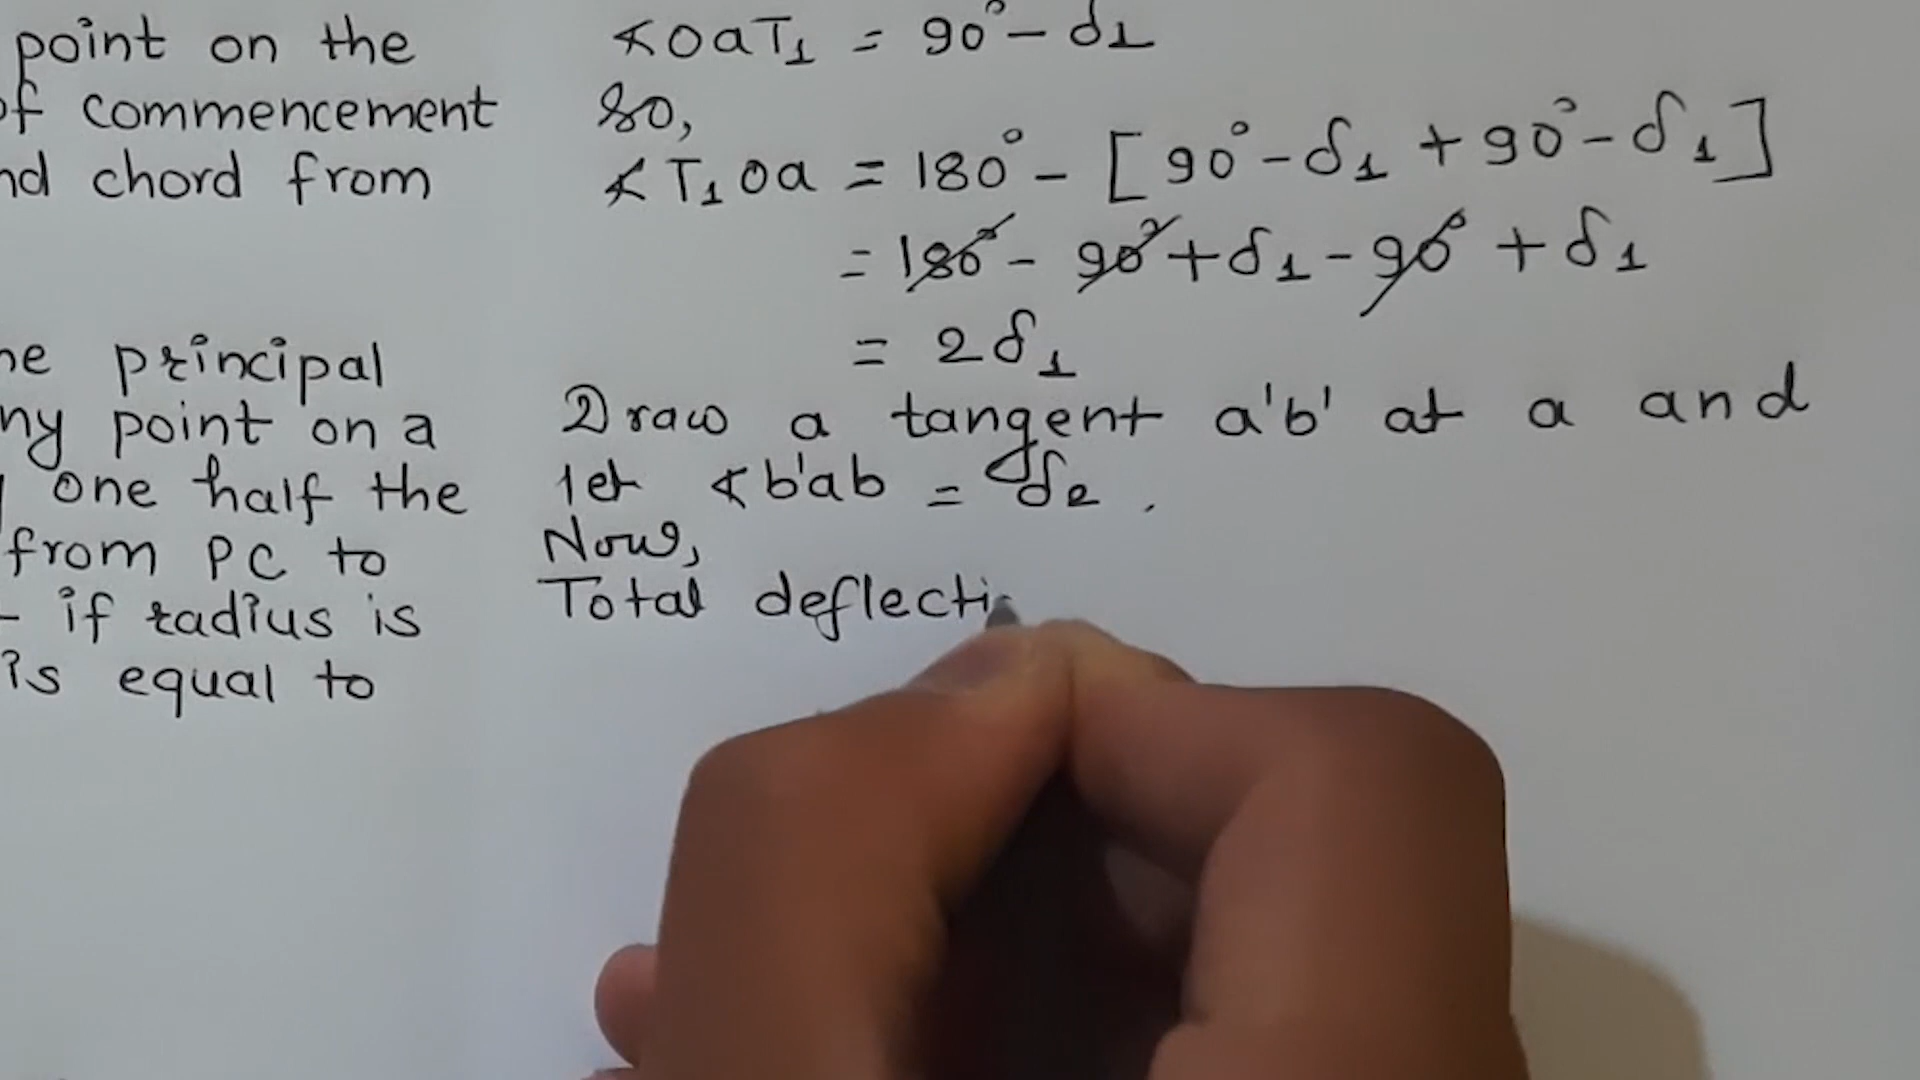 point on the
of commencement
nd chord from
he principal
ny point on a
one half the
from PC to
if radius is
is equal to
∡OaT₁ = 90° - δ₁
So,
∡T₁Oa = 180° - [90° - δ₁ + 90° - δ₁]
= 180° - 90° + δ₁ - 90° + δ₁
= 2δ₁
Draw a tangent a'b' at a and
let ∡b'ab = δ₂.
Now,
Total deflecti